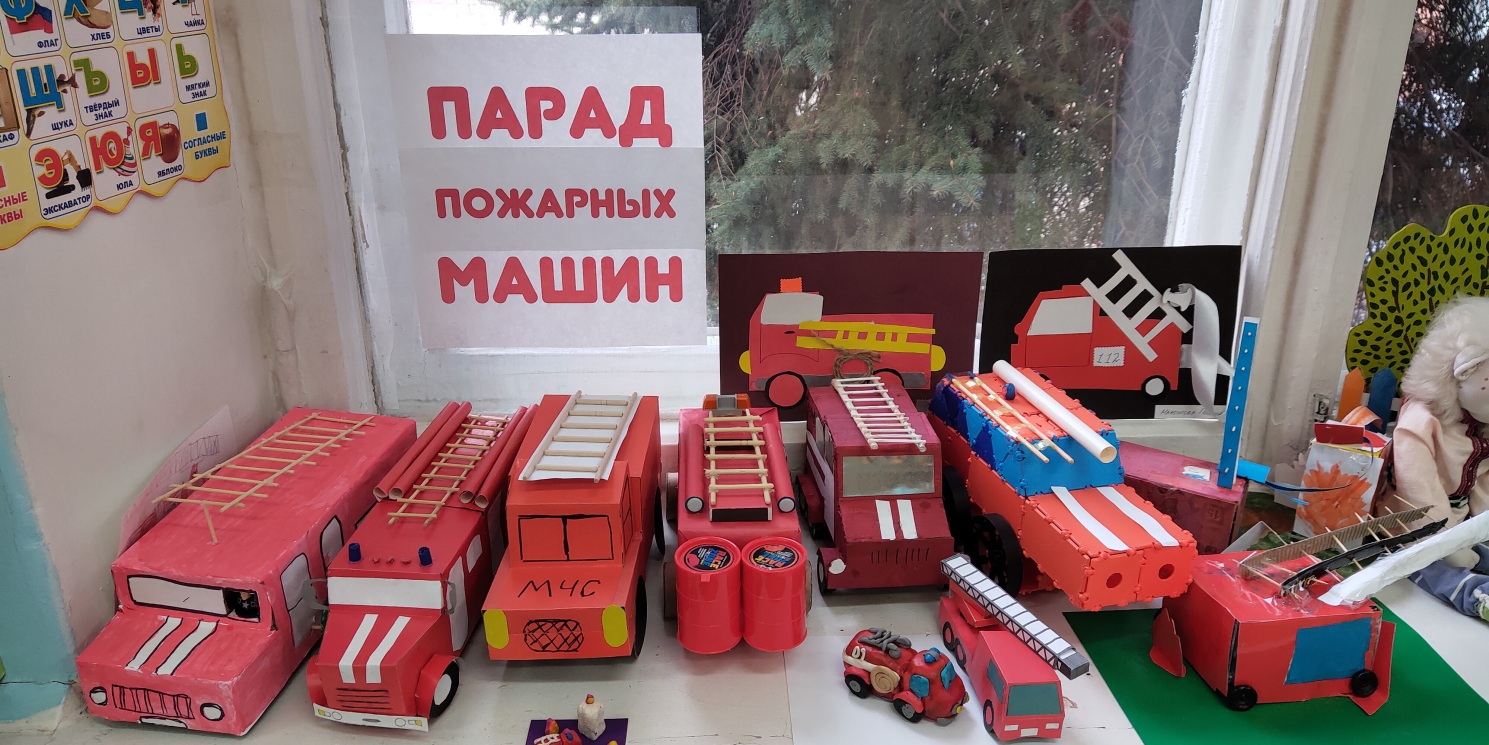 Ф Х Ц
ФЛАГ ХЛЕБ ЦВЕТЫ ЧАЙКА
Щ Ъ Ы Ь
ЩУКА ТВЁРДЫЙ ЗНАК МЯГКИЙ ЗНАК
Э Ю Я
ЭКСКАВАТОР ЮЛА ЯБЛОКО
СОГЛАСНЫЕ
БУКВЫ
ПАРАД
ПОЖАРНЫХ
МАШИН
112
МЧС
01